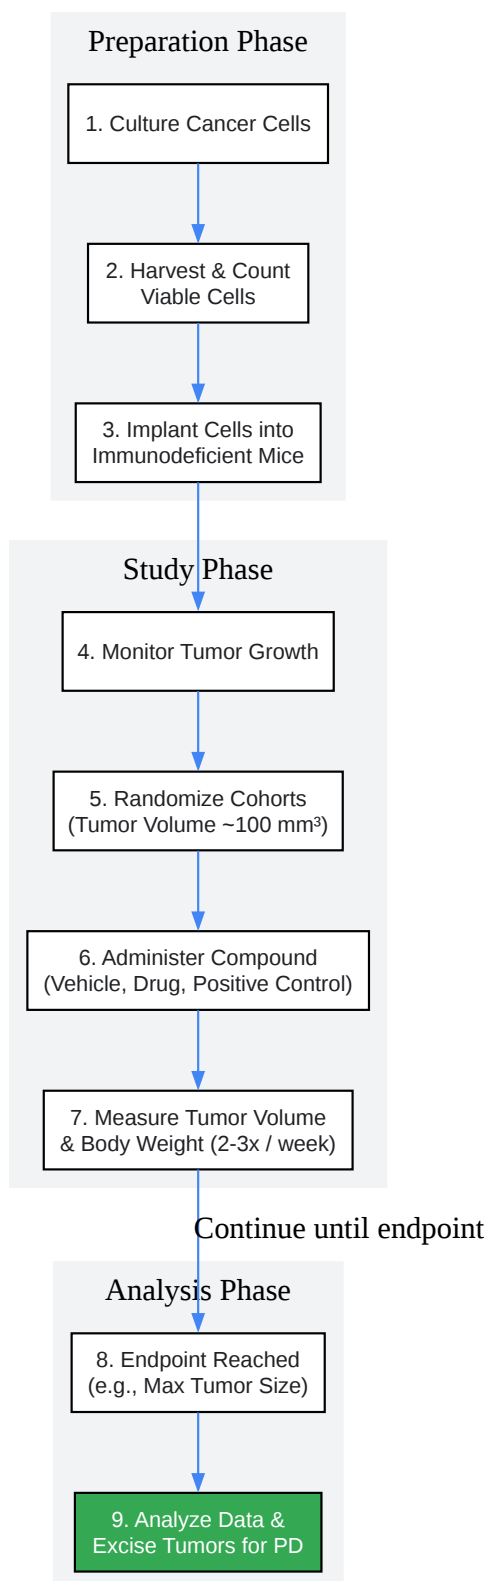 Preparation Phase
1. Culture Cancer Cells
2. Harvest & Count
Viable Cells
3. Implant Cells into
Immunodeficient Mice
Study Phase
4. Monitor Tumor Growth
5. Randomize Cohorts
(Tumor Volume ~100 mm³)
6. Administer Compound
(Vehicle, Drug, Positive Control)
7. Measure Tumor Volume
& Body Weight (2-3x / week)
Continue until endpoint
Analysis Phase
8. Endpoint Reached
(e.g., Max Tumor Size)
9. Analyze Data &
Excise Tumors for PD